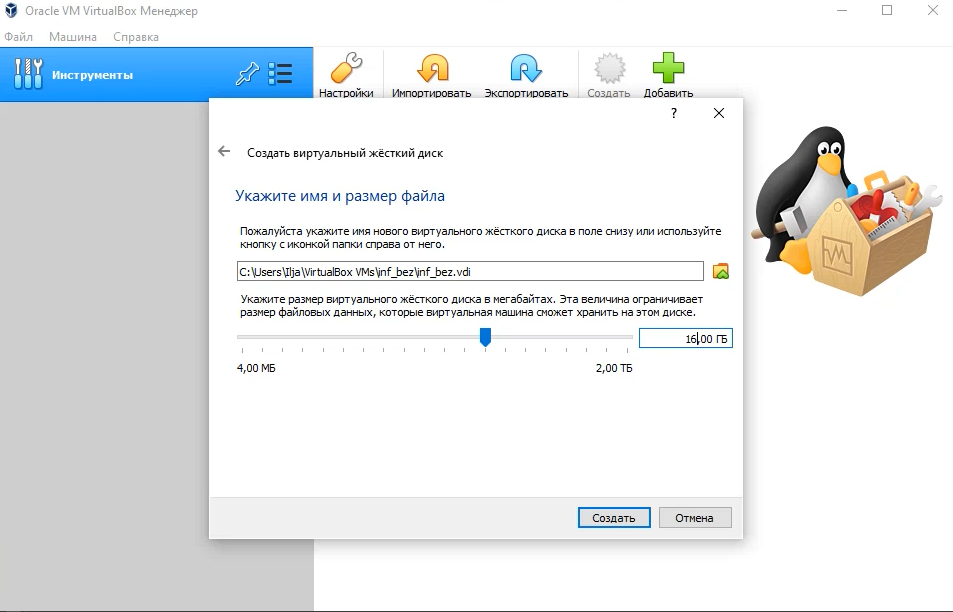 Oracle VM VirtualBox Менеджер
Файл Машина Справка
Инструменты
Настройки Импортировать Экспортировать Создать Добавить
?
Создать виртуальный жёсткий диск
Укажите имя и размер файла
Пожалуйста укажите имя нового виртуального жёсткого диска в поле снизу или используйте
кнопку с иконкой папки справа от него.
C:\Users\Ilja\VirtualBox VMs\inf_bez\inf_bez.vdi
Укажите размер виртуального жёсткого диска в мегабайтах. Эта величина ограничивает
размер файловых данных, которые виртуальная машина сможет хранить на этом диске.
16,00 ГБ
4,00 МБ 2,00 ТБ
Создать Отмена